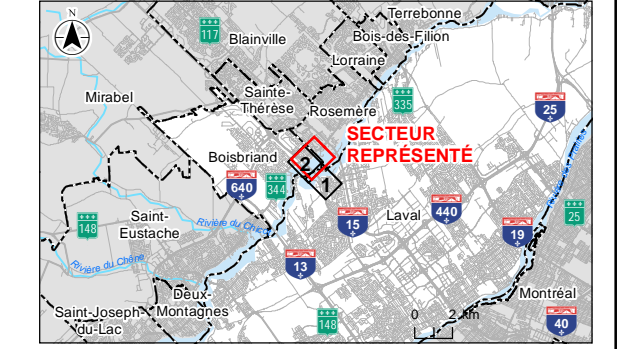 Terrebonne
117
Blainville
Bois-des-Filion
Lorraine
Mirabel
Sainte-
Thérèse
Rosemère
335
25
SECTEUR
REPRÉSENTÉ
Boisbriand
2
1
640
344
Saint-
Eustache
148
Rivière du Chicot
15
Laval
440
25
19
Rivière du Chêne
13
Deux-
Montagnes
Montréal
Saint-Joseph-
du-Lac
148
0 2 km
40